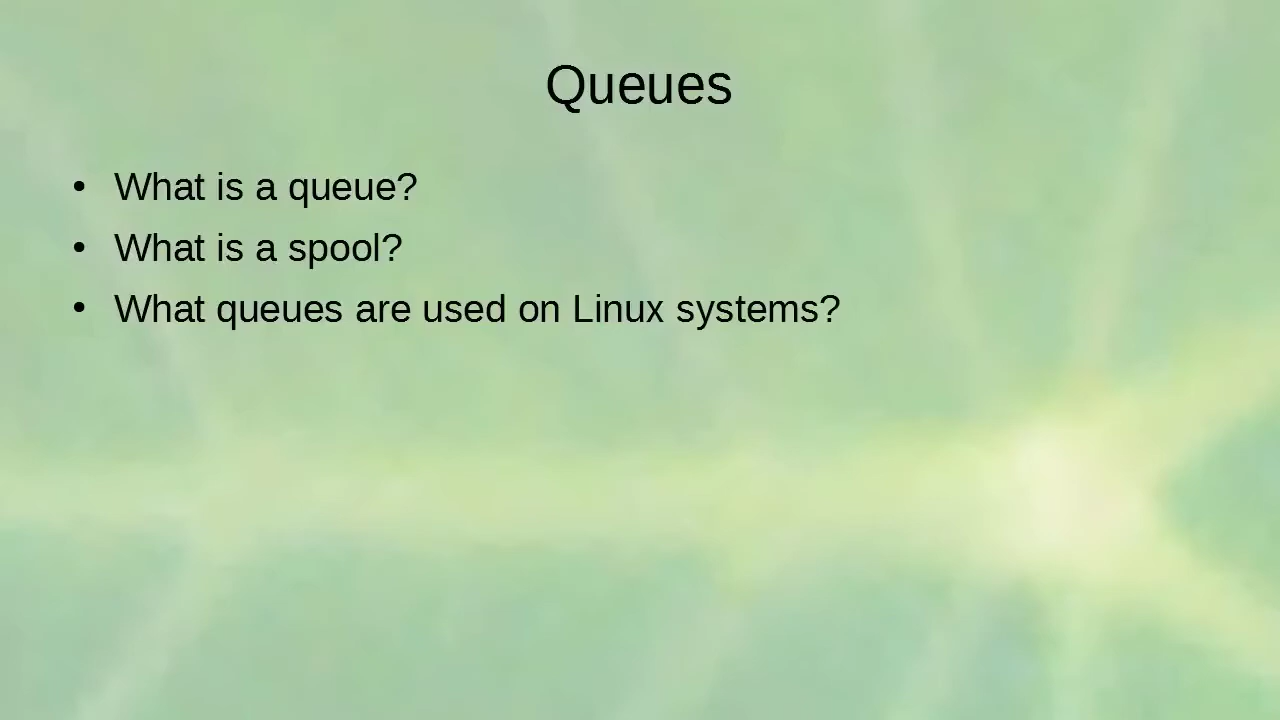 Queues
• What is a queue?
• What is a spool?
• What queues are used on Linux systems?